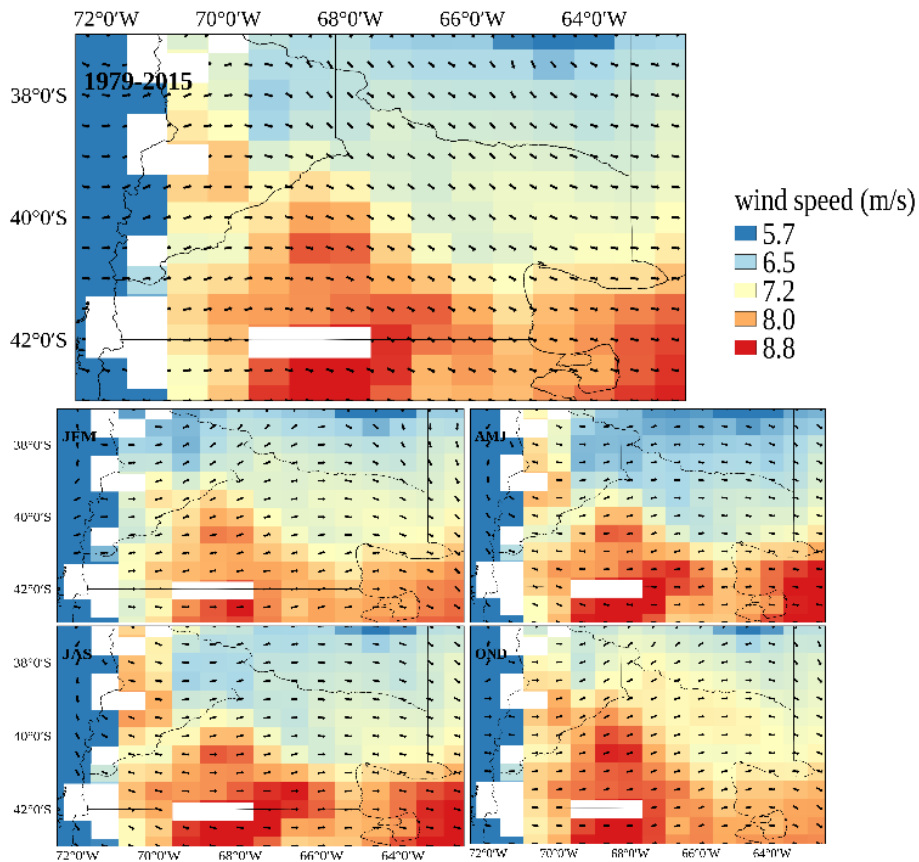 72°0'W 70°0'W 68°0'W 66°0'W 64°0'W
1979-2015
38°0'S
40°0'S
42°0'S
wind speed (m/s)
5.7
6.5
7.2
8.0
8.8
JFM
38°0'S
40°0'S
42°0'S
AMJ
JAS
38°0'S
40°0'S
42°0'S
OND
72°0'W 70°0'W 68°0'W 66°0'W 64°0'W
70°0'W 68°0'W 66°0'W 64°0'W